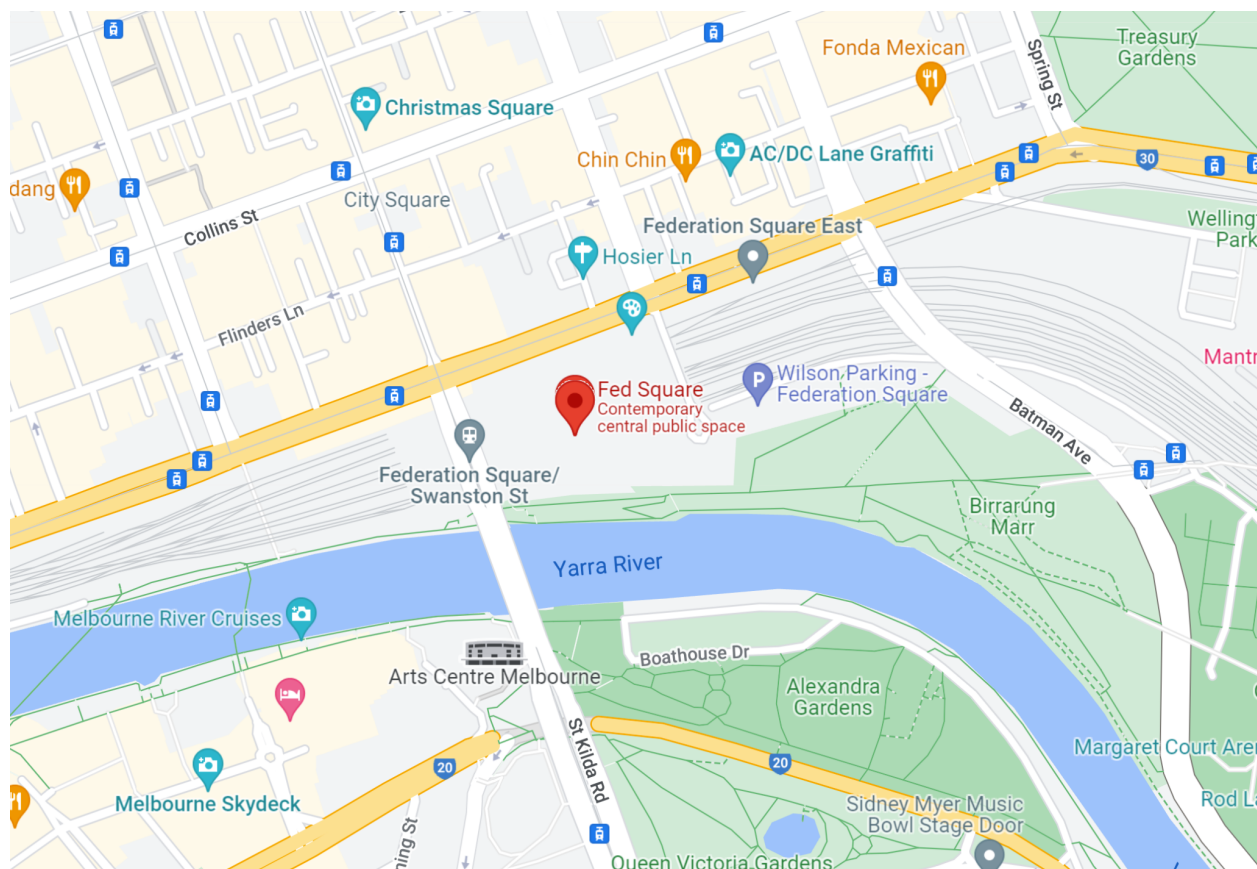 Treasury
Gardens
Fonda Mexican
Spring St
Christmas Square
Chin Chin
AC/DC Lane Graffiti
30
dang
City Square
Collins St
Federation Square East
Welling
Park
Hosier Ln
Flinders Ln
Mantr
Fed Square
Contemporary
central public space
P
Wilson Parking -
Federation Square
Batman Ave
Federation Square/
Swanston St
Birrarung
Marr
Yarra River
Melbourne River Cruises
Boathouse Dr
Arts Centre Melbourne
Alexandra
Gardens
St Kilda Rd
Margaret Court Aren
20
20
Melbourne Skydeck
Sidney Myer Music
Bowl Stage Door
Rod La
ning St
Queen Victoria Gardens